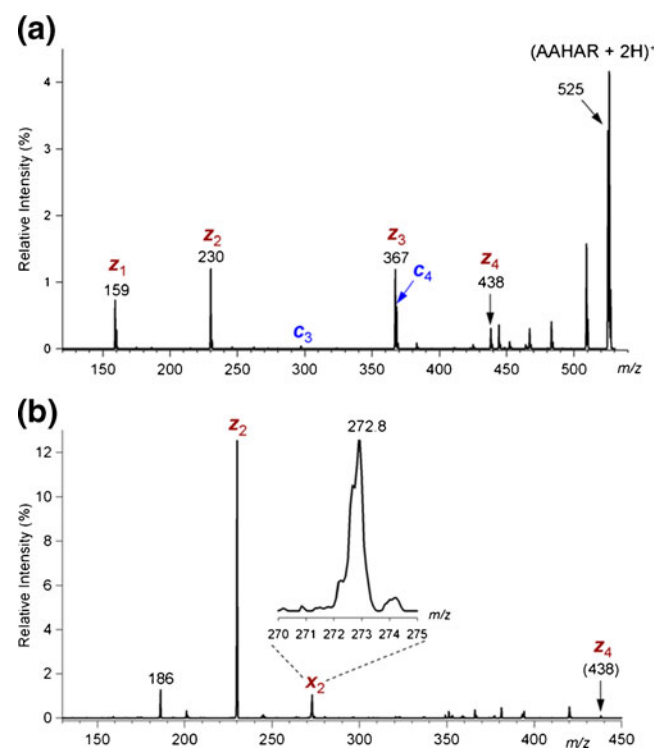 (a)
(AAHAR + 2H)+
525
4
3
2
1
0
Relative Intensity (%)
z1
159
z2
230
c3
z3
367
c4
z4
438
150 200 250 300 350 400 450 500 m/z
(b)
12
10
8
6
4
2
0
Relative Intensity (%)
z2
272.8
m/z
270 271 272 273 274 275
186
x2
z4
(438)
150 200 250 300 350 400 450
m/z